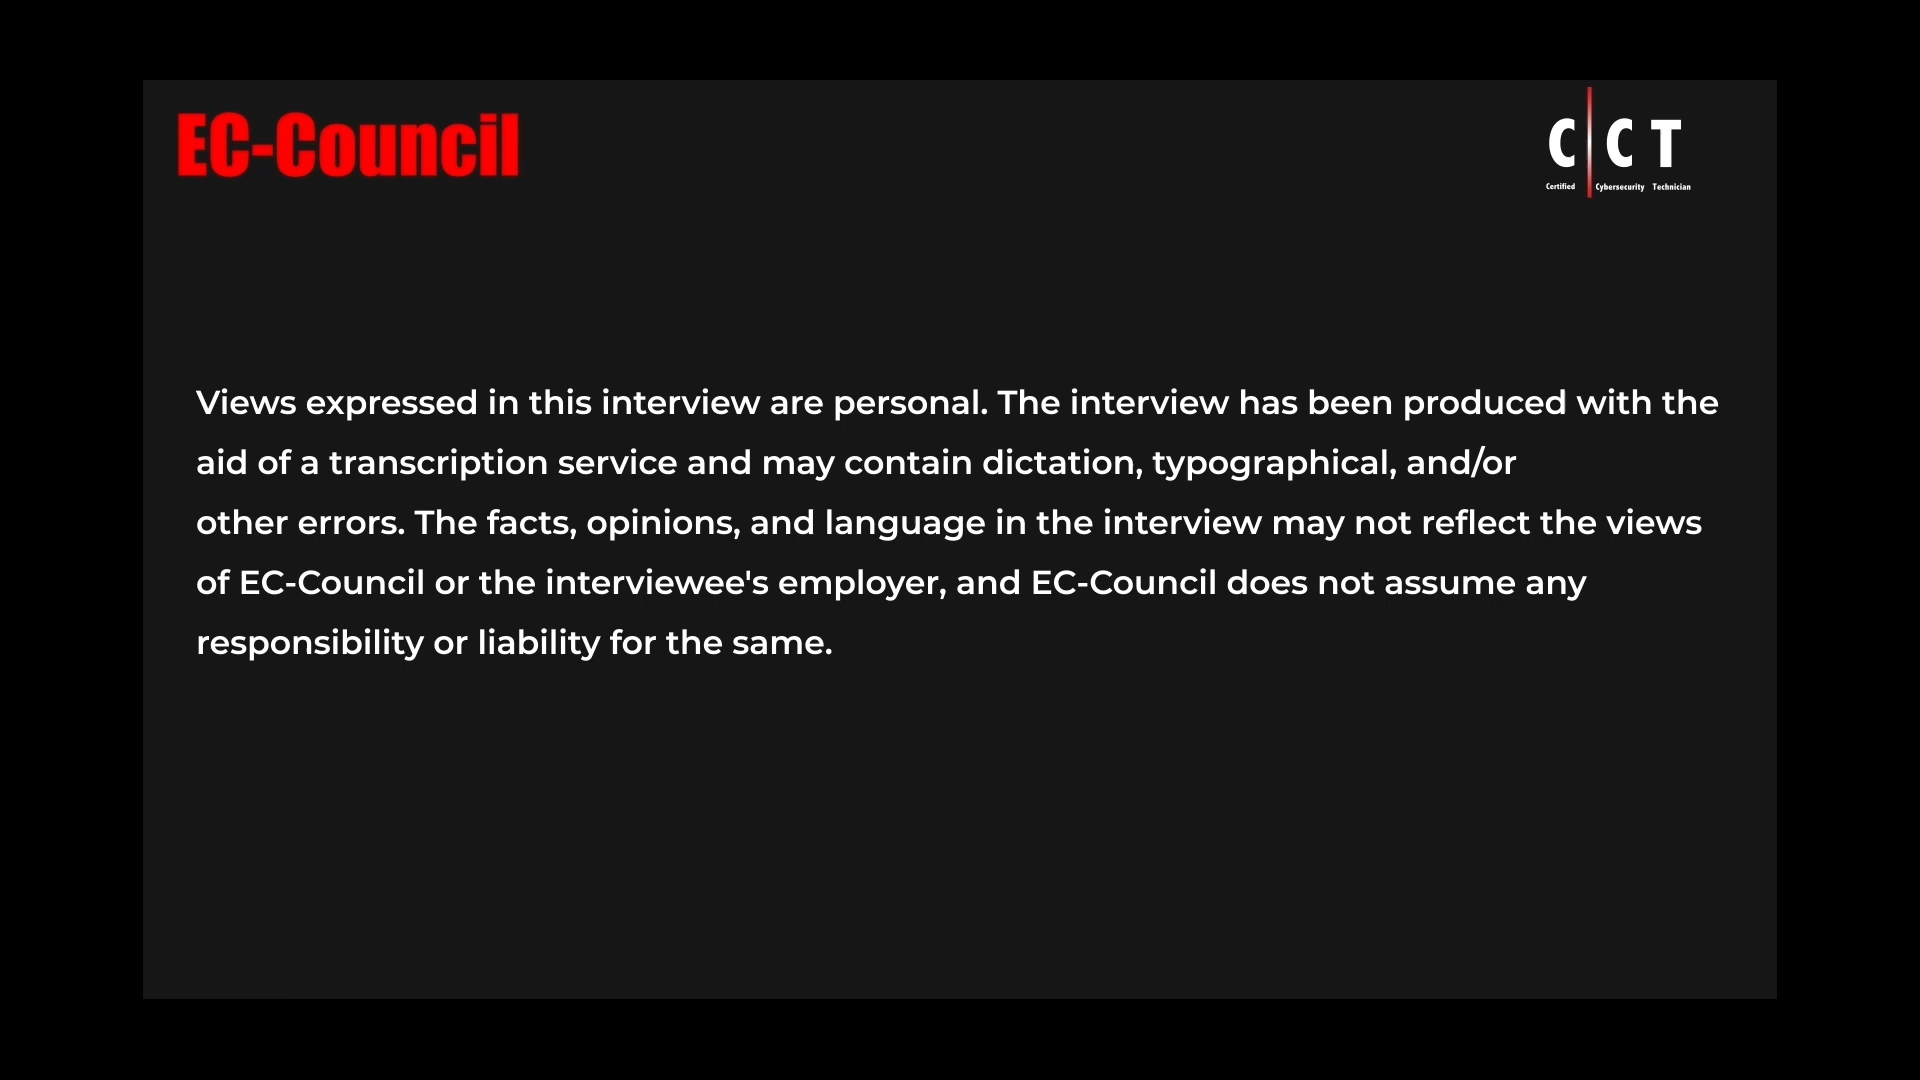 EC-Council
C CT
Certified Cybersecurity Technician
Views expressed in this interview are personal. The interview has been produced with the
aid of a transcription service and may contain dictation, typographical, and/or
other errors. The facts, opinions, and language in the interview may not reflect the views
of EC-Council or the interviewee's employer, and EC-Council does not assume any
responsibility or liability for the same.